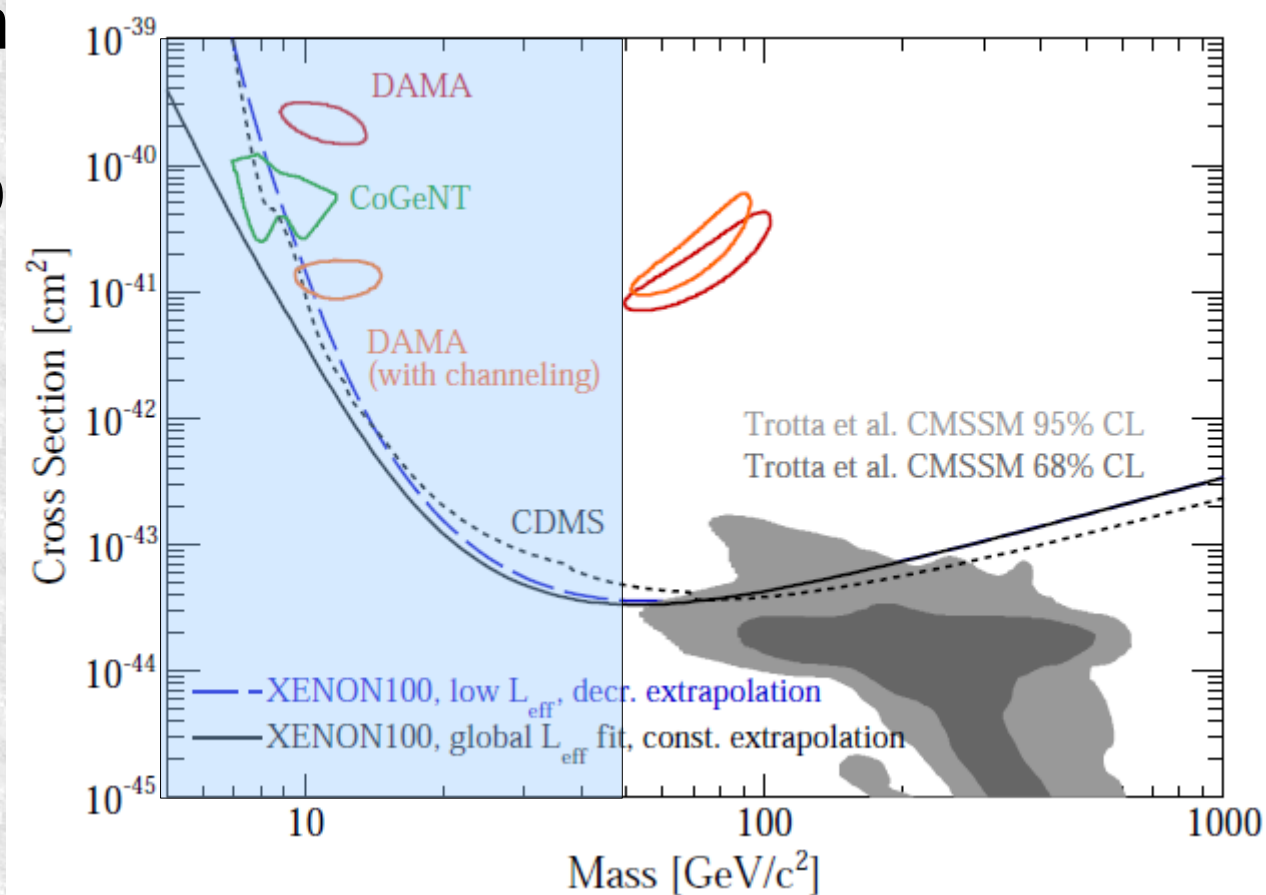 10^-39
DAMA
10^-40
CoGeNT
10^-41
DAMA
(with channeling)
10^-42
Trotta et al. CMSSM 95% CL
Trotta et al. CMSSM 68% CL
CDMS
10^-43
10^-44
XENON100, low L_eff, decr. extrapolation
XENON100, global L_eff fit, const. extrapolation
10^-45
10
100
1000
Mass [GeV/c^2]
Cross Section [cm^2]